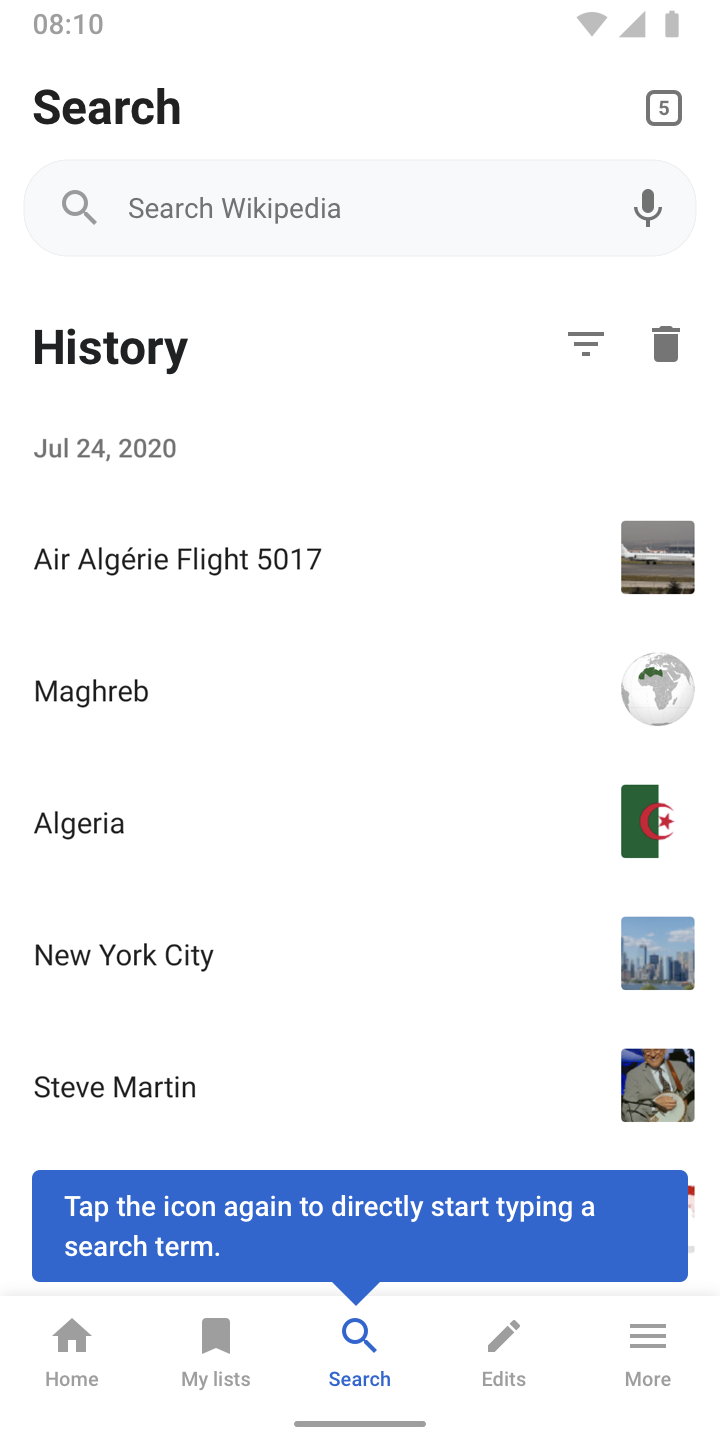 08:10
Search
5
Search Wikipedia
History
Jul 24, 2020
Air Algérie Flight 5017
Maghreb
Algeria
New York City
Steve Martin
Tap the icon again to directly start typing a
search term.
Home
My lists
Search
Edits
More